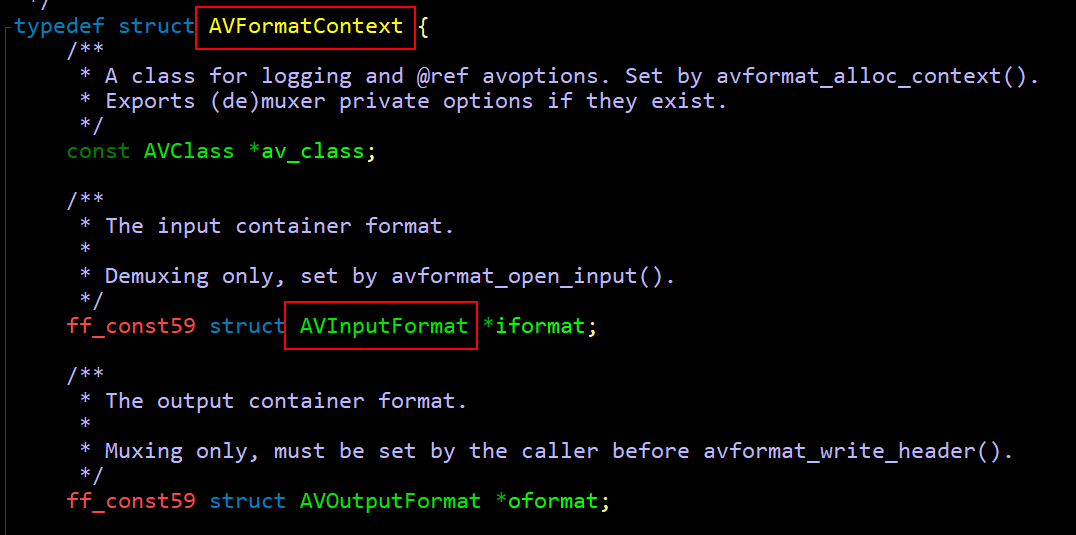 */
typedef struct AVFormatContext {
/**
* A class for logging and @ref avoptions. Set by avformat_alloc_context().
* Exports (de)muxer private options if they exist.
*/
const AVClass *av_class;
/**
* The input container format.
*
* Demuxing only, set by avformat_open_input().
*/
ff_const59 struct AVInputFormat *iformat;
/**
* The output container format.
*
* Muxing only, must be set by the caller before avformat_write_header().
*/
ff_const59 struct AVOutputFormat *oformat;